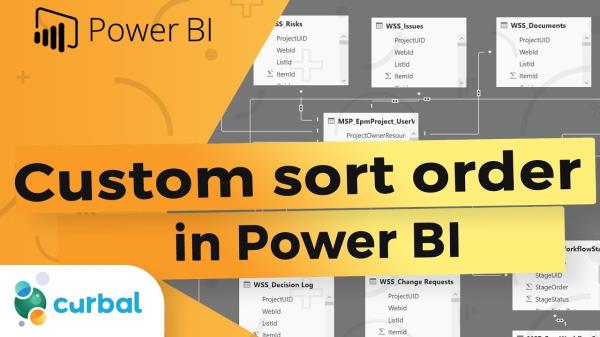 Power BI
WSS_Risks
ProjectUID
WebId
ListId
Σ ItemId
WSS_Issues
ProjectUID
WebId
ListId
Σ ItemId
WSS_Documents
ProjectUID
WebId
ListId
Σ ItemId
MSP_EpmProject_UserV
ProjectOwnerResour
Custom sort order
in Power BI
WSS_Decision Log
ProjectUID
WebId
ListId
Σ ItemId
WSS_Change Requests
ProjectUID
WebId
ListId
Σ ItemId
WorkflowSta
StageUID
Σ StageOrder
StageStatus
curbal